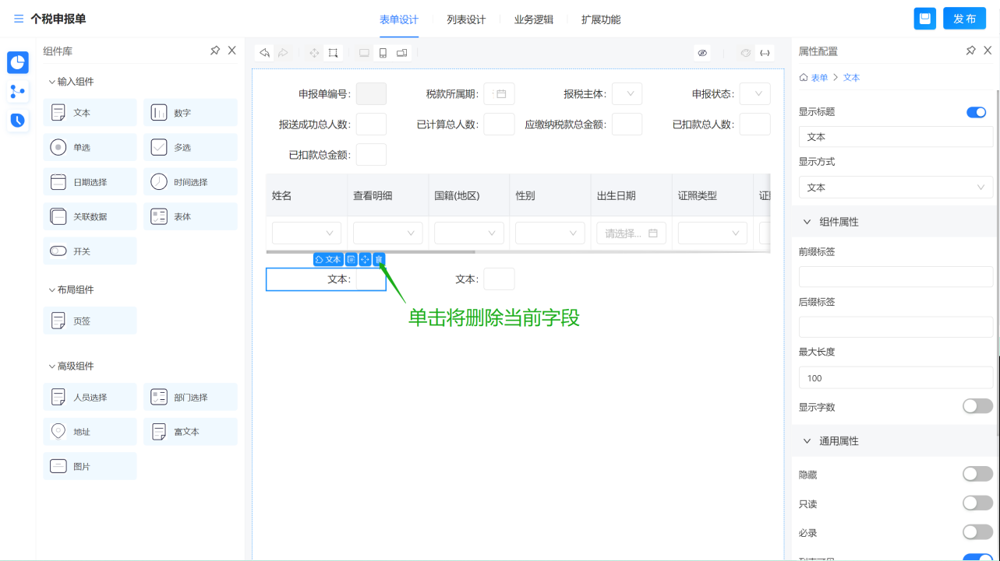 个税申报单
表单设计
列表设计
业务逻辑
扩展功能
发布
组件库
输入组件
文本
数字
单选
多选
日期选择
时间选择
关联数据
表体
开关
布局组件
页签
高级组件
人员选择
部门选择
地址
富文本
图片
申报单编号:
税款所属期:
报税主体:
申报状态:
报送成功总人数:
已计算总人数:
应缴纳税款总金额:
已扣款总人数:
已扣款总金额:
姓名
查看明细
国籍(地区)
性别
出生日期
证照类型
请选择...
文本
文本:
文本:
单击将删除当前字段
属性配置
表单 > 文本
显示标题
文本
显示方式
文本
组件属性
前缀标签
后缀标签
最大长度
100
显示字数
通用属性
隐藏
只读
必录